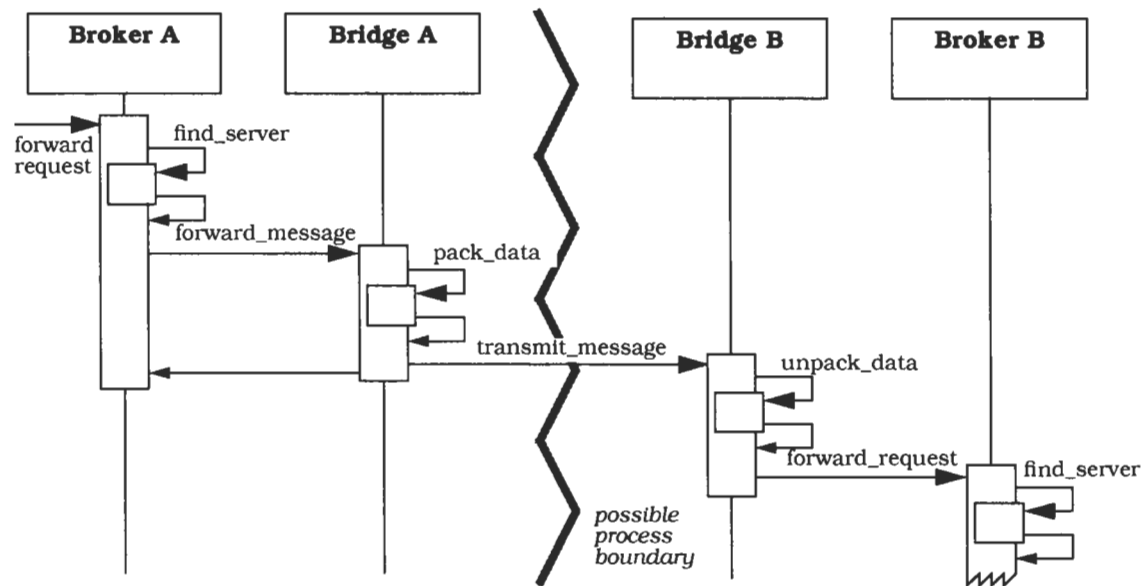 Broker A
Bridge A
Bridge B
Broker B
forward
request
find_server
forward_message
pack_data
transmit_message
unpack_data
forward_request
find_server
possible
process
boundary